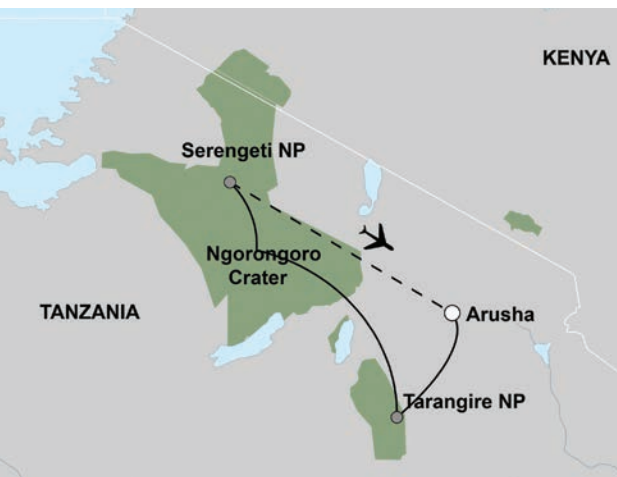 KENYA
Serengeti NP
Ngorongoro
Crater
TANZANIA
Arusha
Tarangire NP